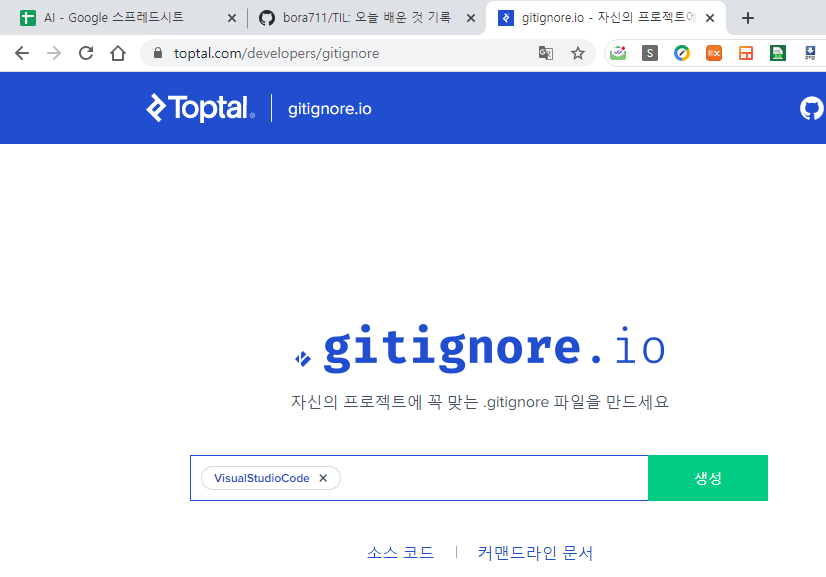 AI - Google 스프레드시트
bora711/TIL: 오늘 배운 것 기록
gitignore.io - 자신의 프로젝트에
toptal.com/developers/gitignore
Toptal
gitignore.io
gitignore.io
자신의 프로젝트에 꼭 맞는 .gitignore 파일을 만드세요
VisualStudioCode
생성
소스 코드 | 커맨드라인 문서